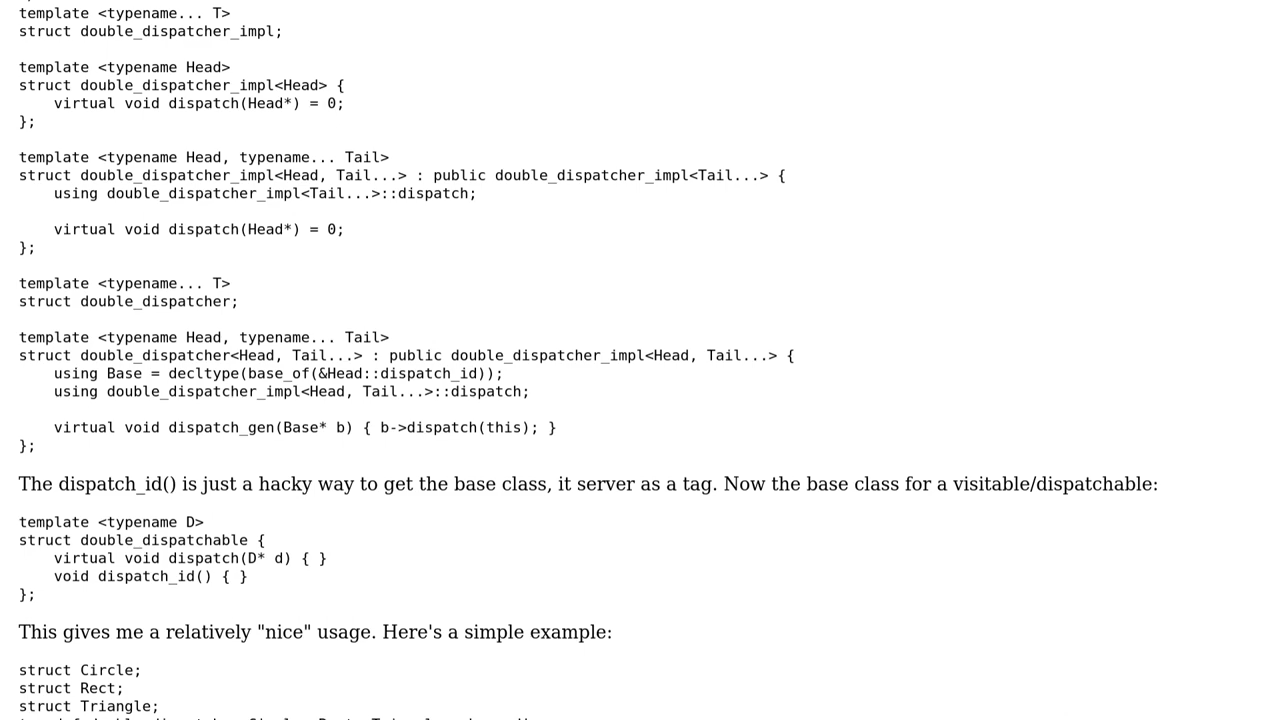 template <typename... T>
struct double_dispatcher_impl;
template <typename Head>
struct double_dispatcher_impl<Head> {
    virtual void dispatch(Head*) = 0;
};
template <typename Head, typename... Tail>
struct double_dispatcher_impl<Head, Tail...> : public double_dispatcher_impl<Tail...> {
    using double_dispatcher_impl<Tail...>::dispatch;
    virtual void dispatch(Head*) = 0;
};
template <typename... T>
struct double_dispatcher;
template <typename Head, typename... Tail>
struct double_dispatcher<Head, Tail...> : public double_dispatcher_impl<Head, Tail...> {
    using Base = decltype(base_of(&Head::dispatch_id));
    using double_dispatcher_impl<Head, Tail...>::dispatch;
    virtual void dispatch_gen(Base* b) { b->dispatch(this); }
};
The dispatch_id() is just a hacky way to get the base class, it server as a tag. Now the base class for a visitable/dispatchable:
template <typename D>
struct double_dispatchable {
    virtual void dispatch(D* d) { }
    void dispatch_id() { }
};
This gives me a relatively "nice" usage. Here's a simple example:
struct Circle;
struct Rect;
struct Triangle;